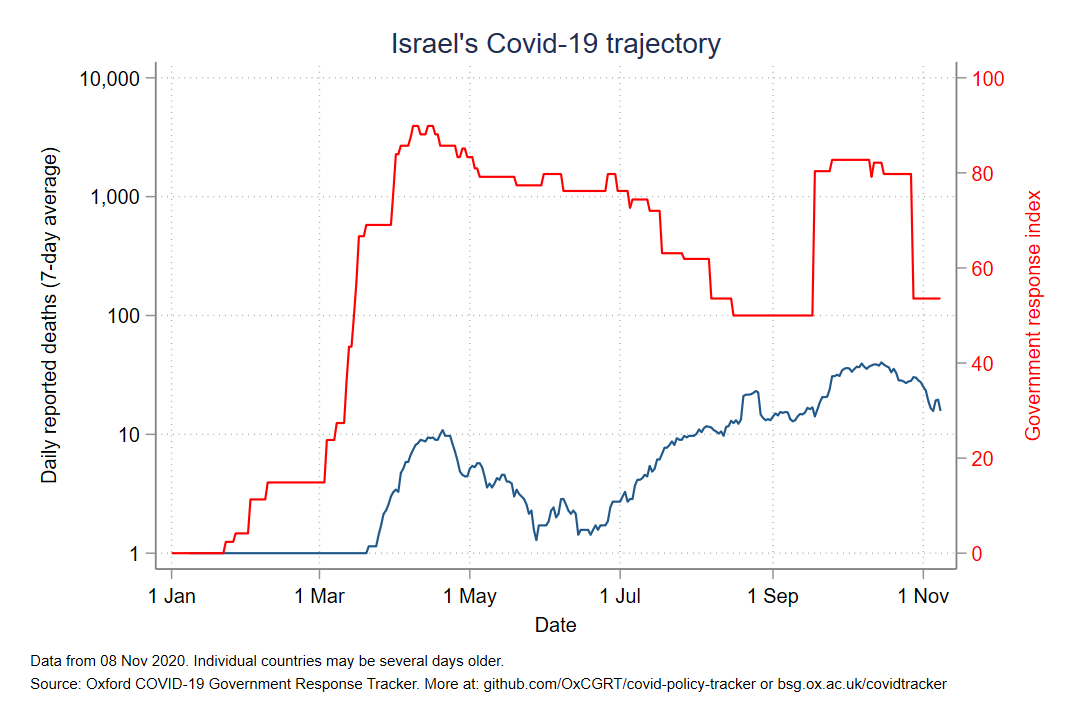 Israel's Covid-19 trajectory
10,000
1,000
100
10
1
Daily reported deaths (7-day average)
100
80
60
40
20
0
Government response index
1 Jan
1 Mar
1 May
1 Jul
1 Sep
1 Nov
Date
Data from 08 Nov 2020. Individual countries may be several days older.
Source: Oxford COVID-19 Government Response Tracker. More at: github.com/OxCGRT/covid-policy-tracker or bsg.ox.ac.uk/covidtracker